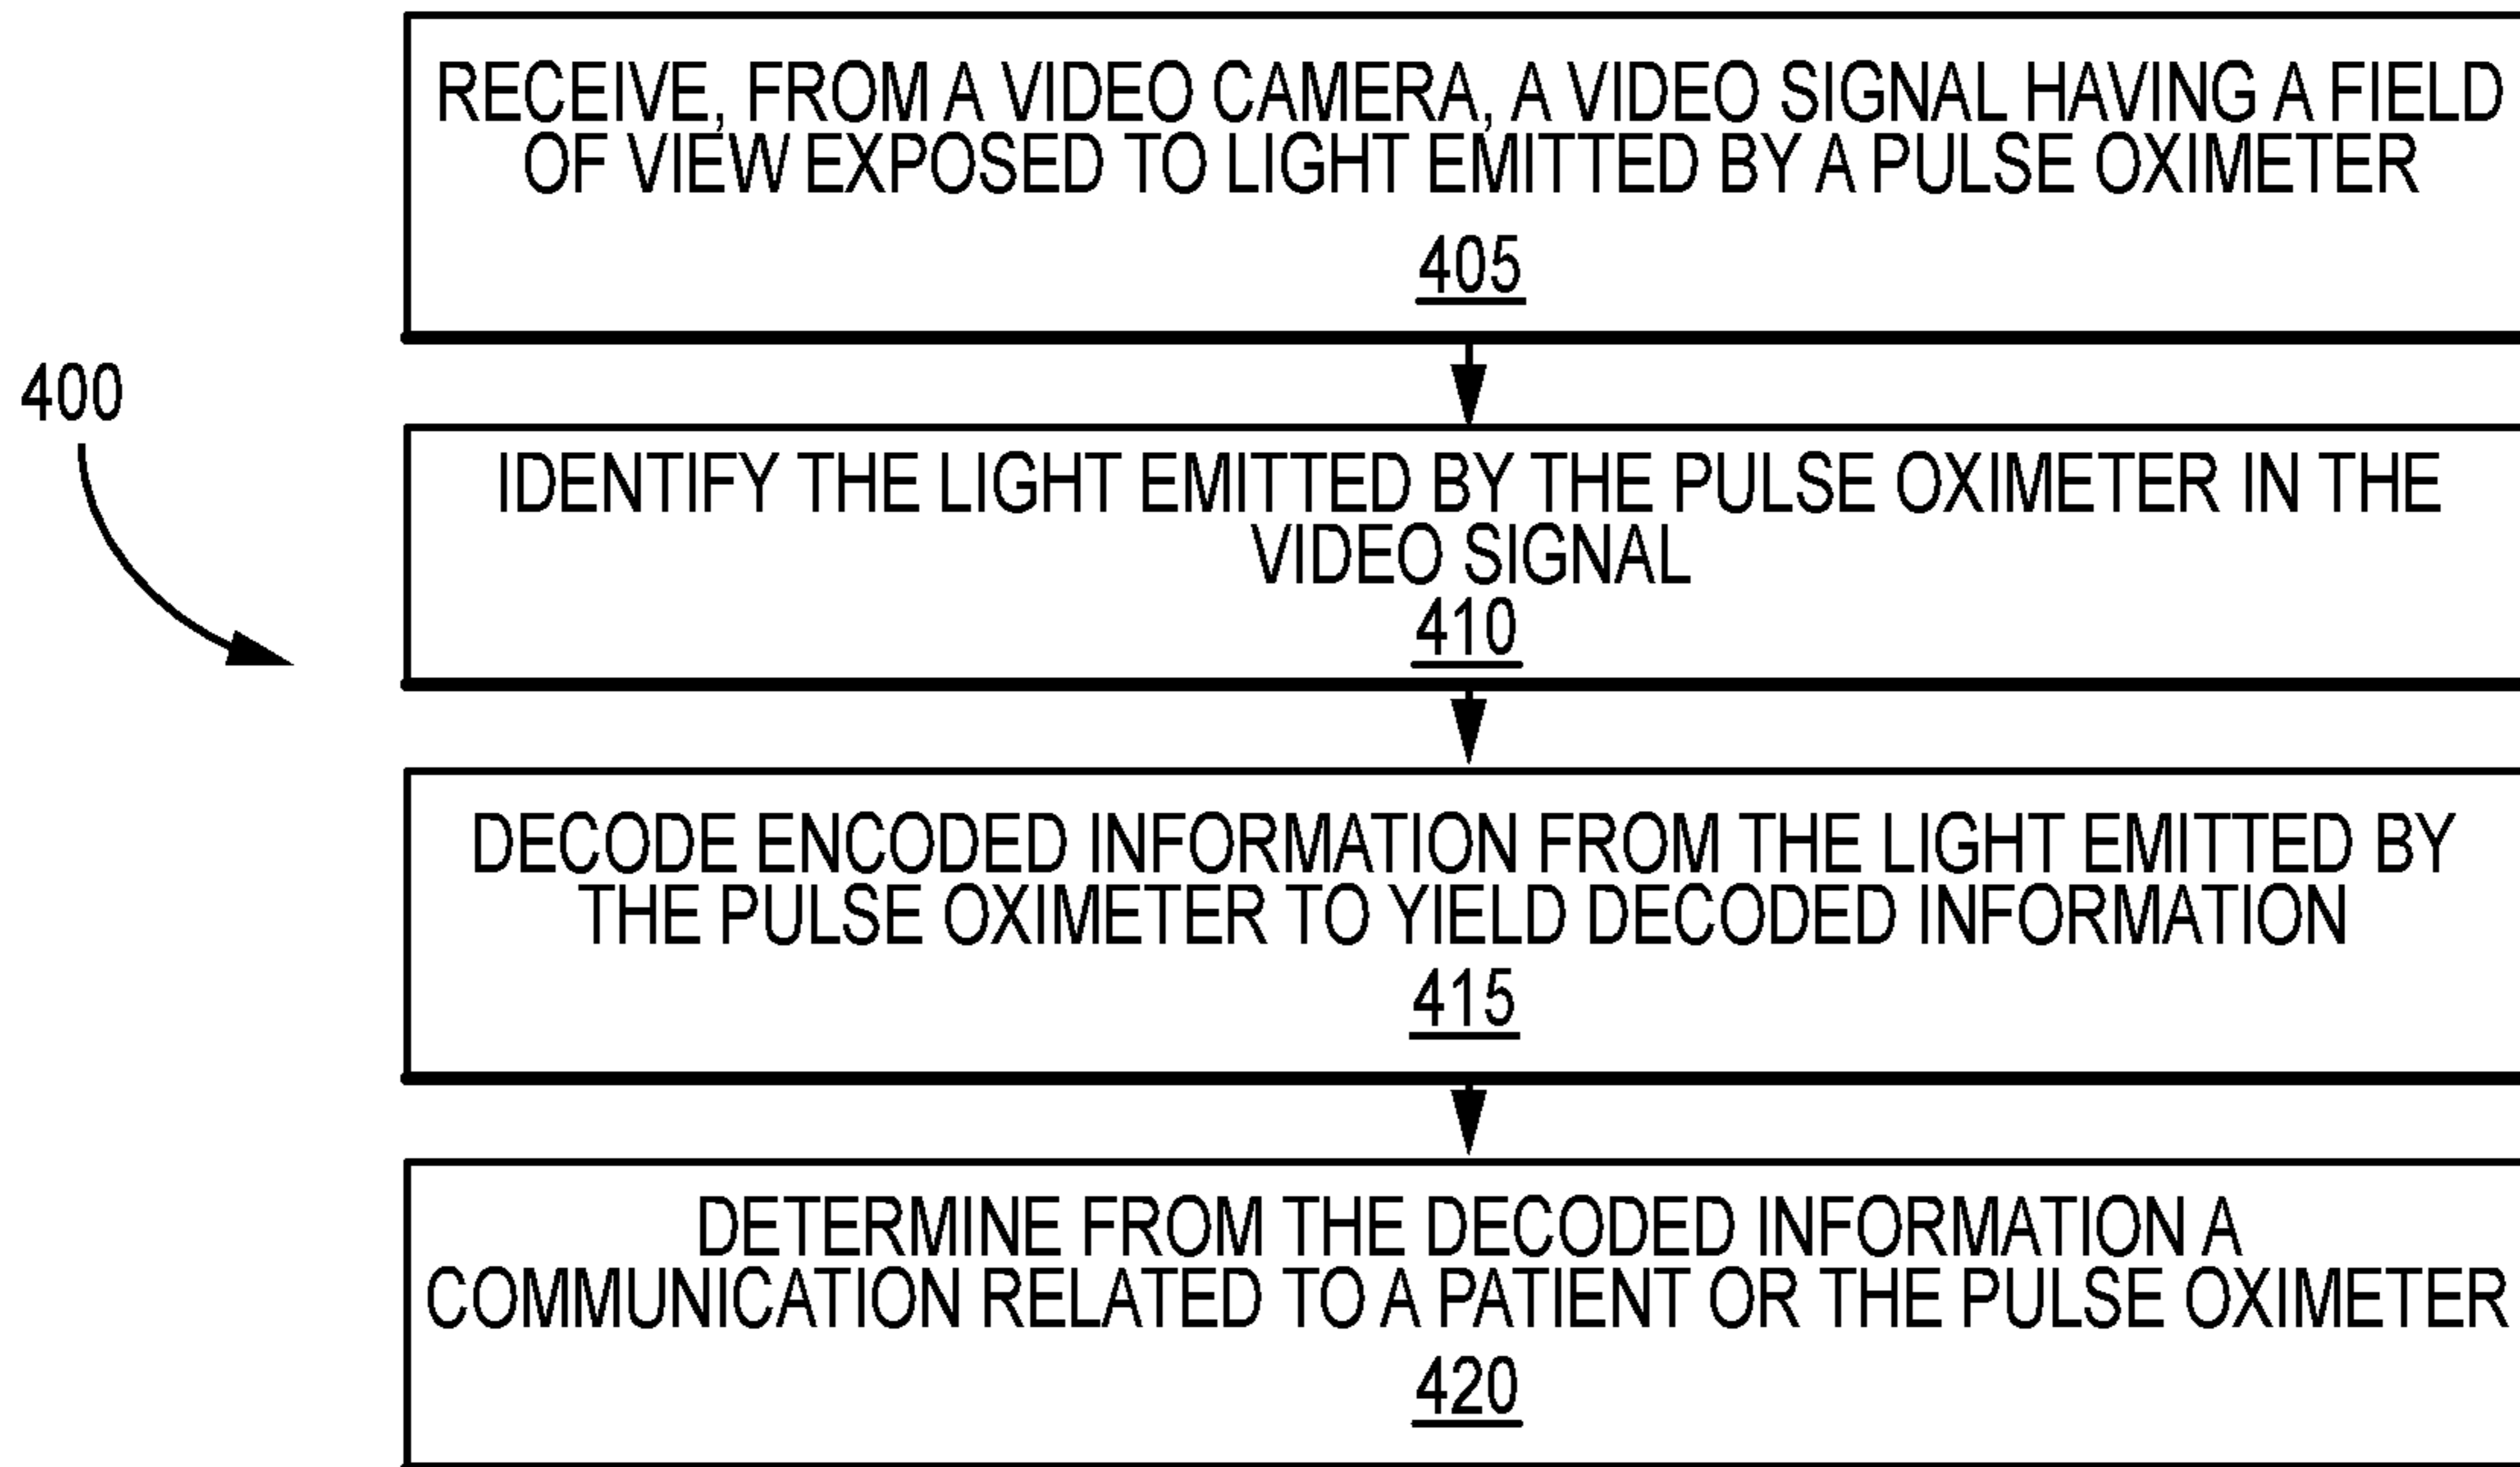 RECEIVE, FROM A VIDEO CAMERA, A VIDEO SIGNAL HAVING A FIELD
OF VIEW EXPOSED TO LIGHT EMITTED BY A PULSE OXIMETER
405
400
IDENTIFY THE LIGHT EMITTED BY THE PULSE OXIMETER IN THE
VIDEO SIGNAL
410
DECODE ENCODED INFORMATION FROM THE LIGHT EMITTED BY
THE PULSE OXIMETER TO YIELD DECODED INFORMATION
415
DETERMINE FROM THE DECODED INFORMATION A
COMMUNICATION RELATED TO A PATIENT OR THE PULSE OXIMETER
420